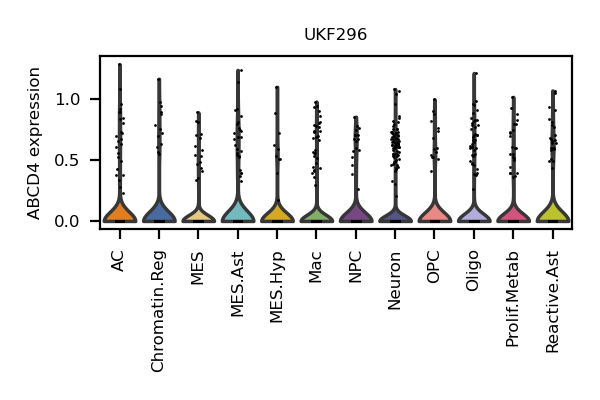 UKF296
ABCD4 expression
1.0
0.5
0.0
AC
Chromatin.Reg
MES
MES.Ast
MES.Hyp
Mac
NPC
Neuron
OPC
Oligo
Prolif.Metab
Reactive.Ast